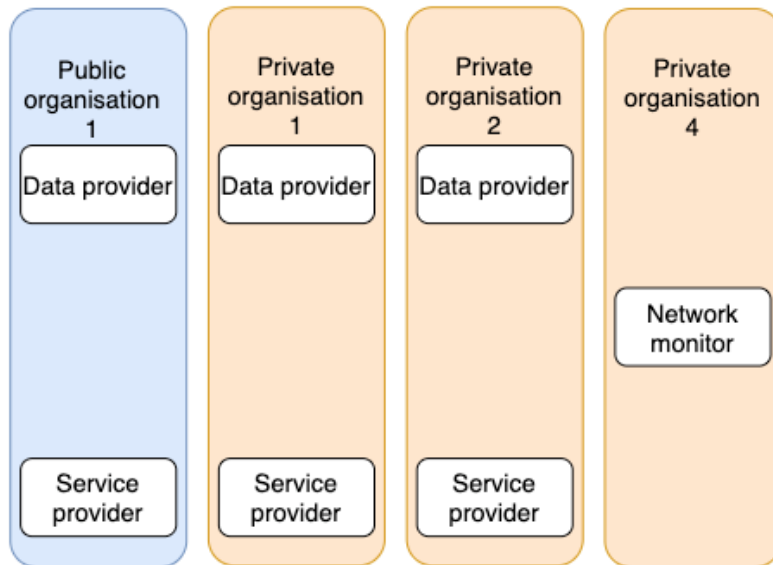 Public
organisation
1
Data provider
Service
provider
Private
organisation
1
Data provider
Service
provider
Private
organisation
2
Data provider
Service
provider
Private
organisation
4
Network
monitor